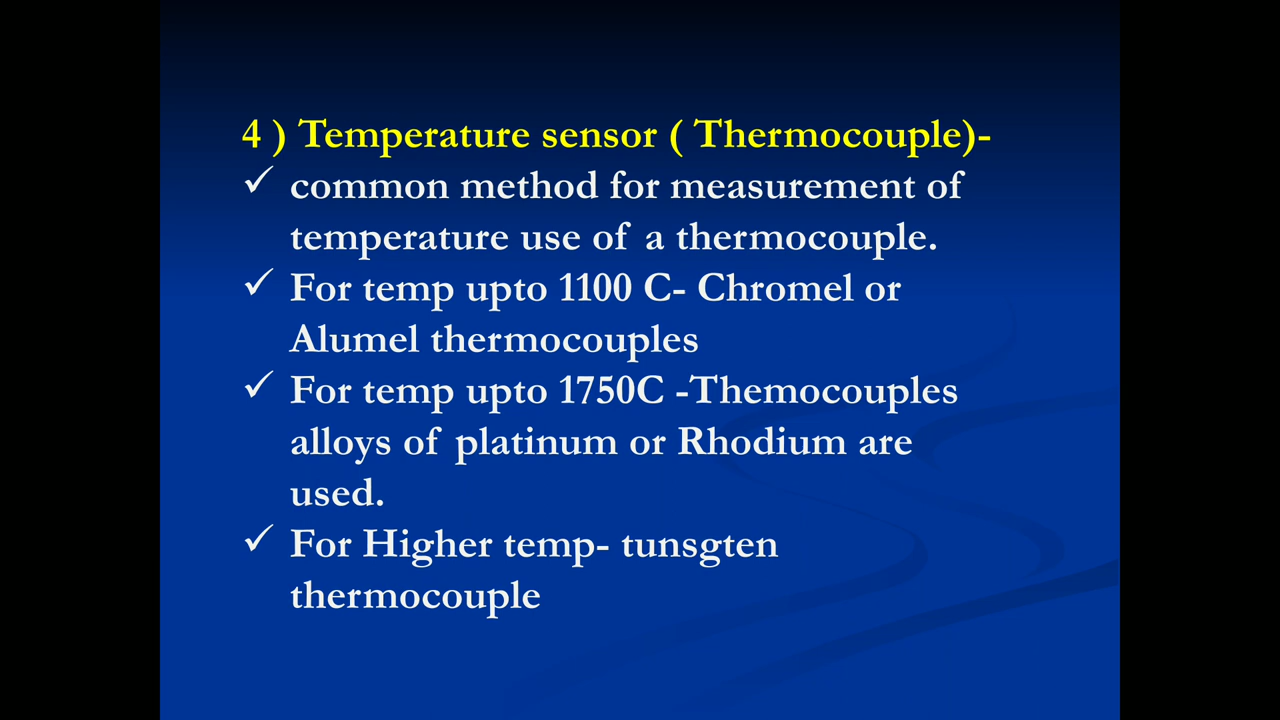 4 ) Temperature sensor ( Thermocouple)-
✓ common method for measurement of
temperature use of a thermocouple.
✓ For temp upto 1100 C- Chromel or
Alumel thermocouples
✓ For temp upto 1750C -Themocouples
alloys of platinum or Rhodium are
used.
✓ For Higher temp- tunsgten
thermocouple